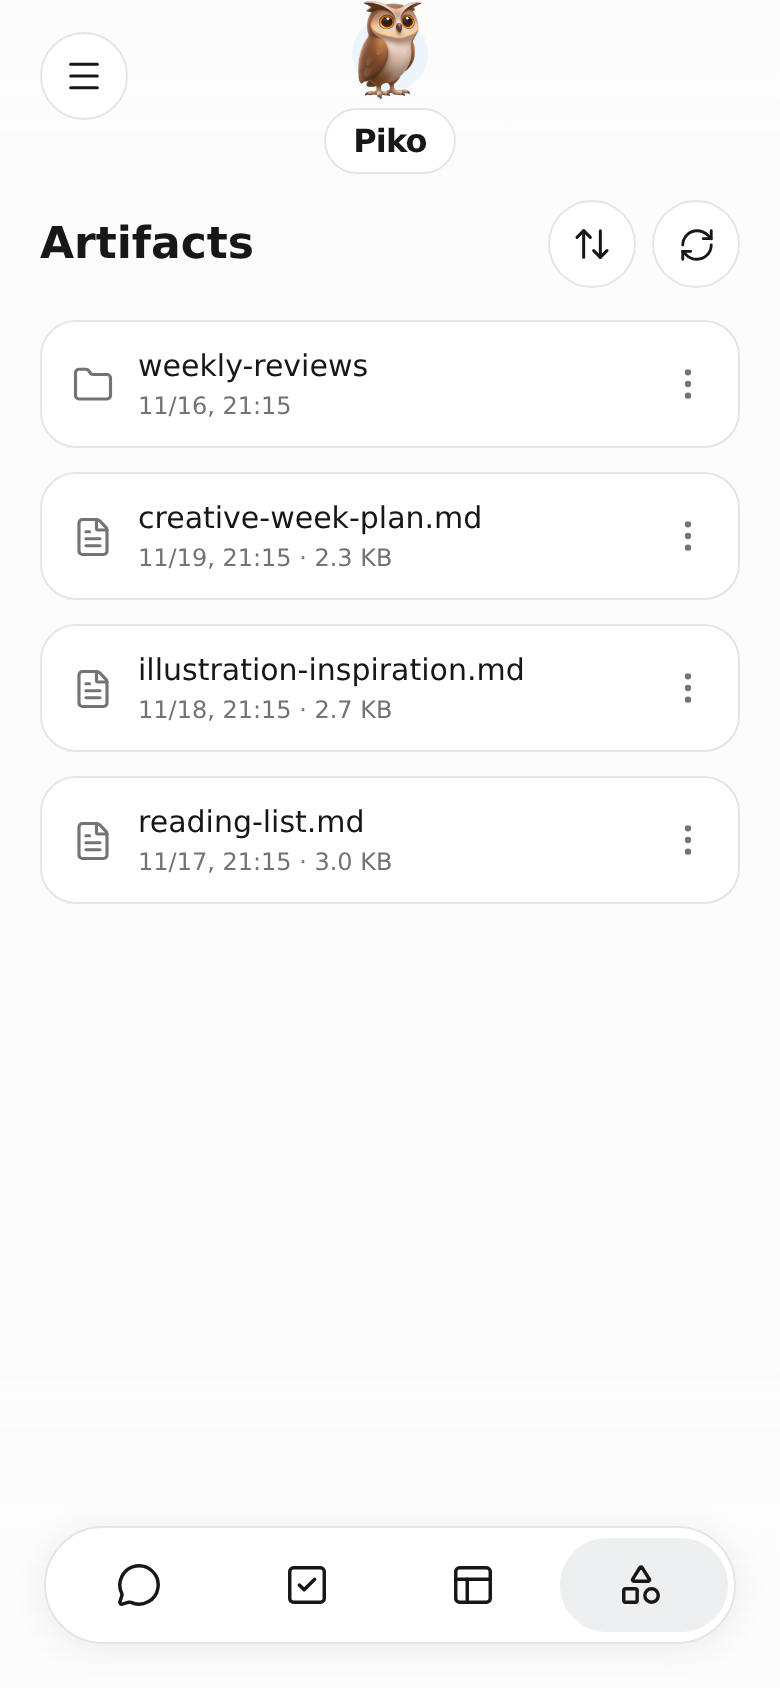 Piko
Artifacts
weekly-reviews
11/16, 21:15
creative-week-plan.md
11/19, 21:15 · 2.3 KB
illustration-inspiration.md
11/18, 21:15 · 2.7 KB
reading-list.md
11/17, 21:15 · 3.0 KB